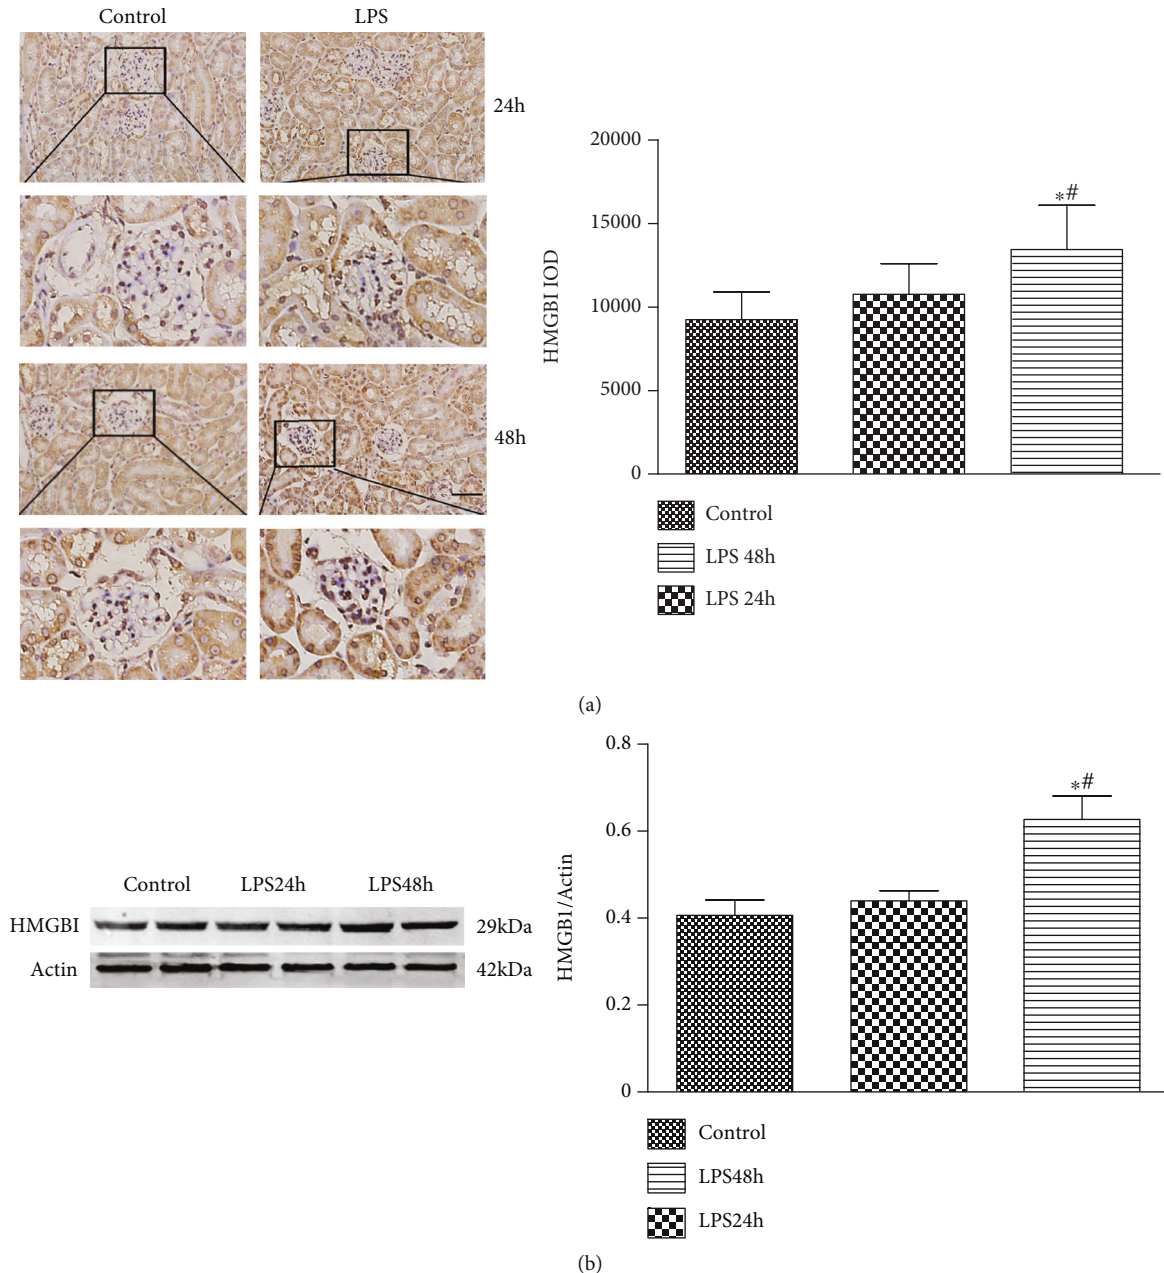 Control LPS
24h
48h
20000
15000
10000
5000
0
HMGBI IOD
*#
Control
LPS 48h
LPS 24h
(a)
Control LPS24h LPS48h
HMGBI 29kDa
Actin 42kDa
0.8
0.6
0.4
0.2
0
HMGB1/Actin
*#
Control
LPS48h
LPS24h
(b)